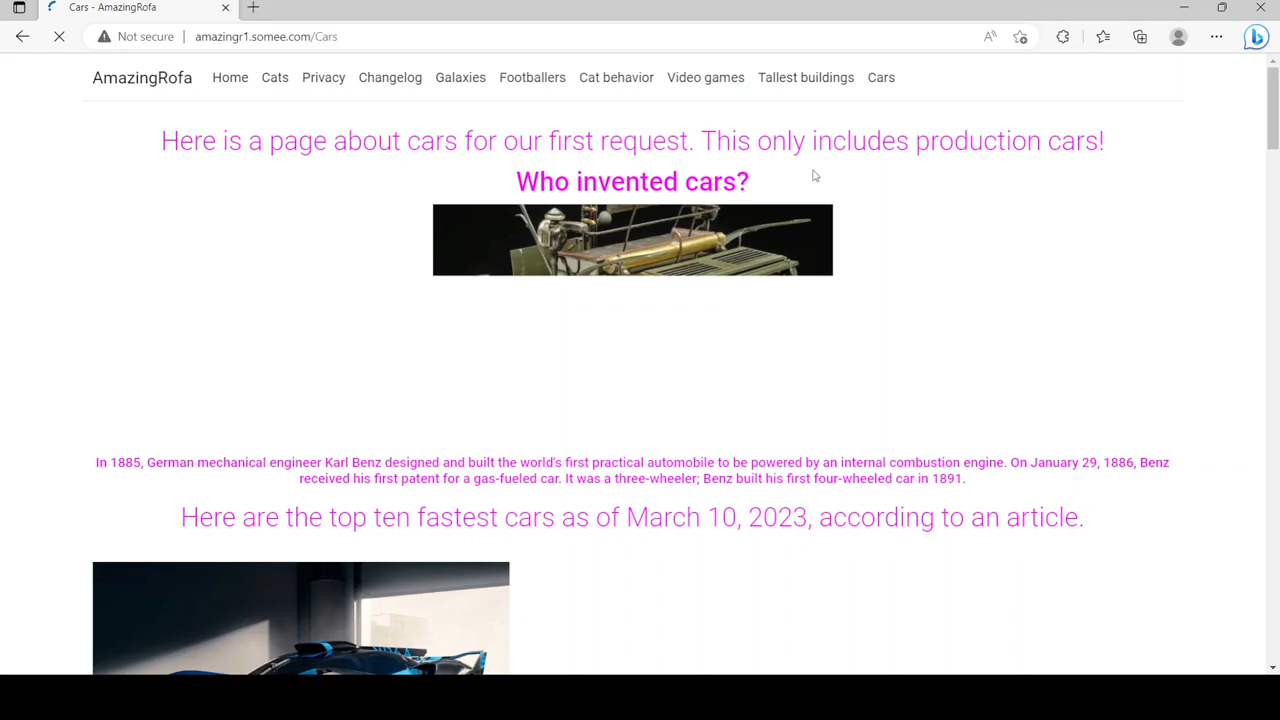 Cars - AmazingRofa
Not secure amazingr1.somee.com/Cars
AmazingRofa Home Cats Privacy Changelog Galaxies Footballers Cat behavior Video games Tallest buildings Cars
Here is a page about cars for our first request. This only includes production cars!
Who invented cars?
In 1885, German mechanical engineer Karl Benz designed and built the world's first practical automobile to be powered by an internal combustion engine. On January 29, 1886, Benz
received his first patent for a gas-fueled car. It was a three-wheeler; Benz built his first four-wheeled car in 1891.
Here are the top ten fastest cars as of March 10, 2023, according to an article.